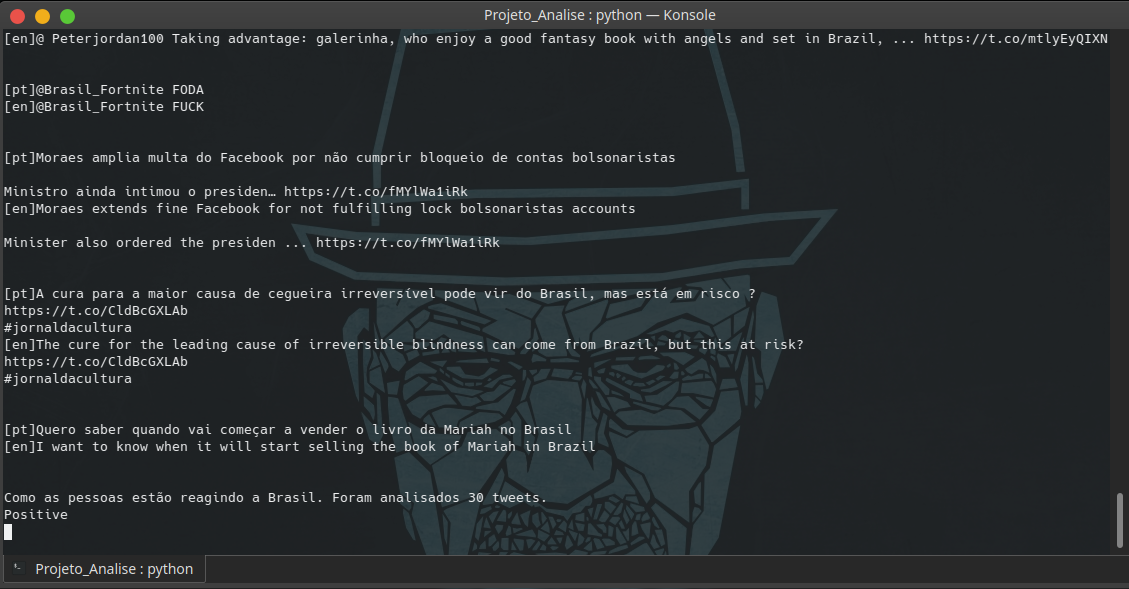 Projeto_Analise : python — Konsole
[en]@ Peterjordan100 Taking advantage: galerinha, who enjoy a good fantasy book with angels and set in Brazil, ... https://t.co/mtlyEyQIXN
[pt]@Brasil_Fortnite FODA
[en]@Brasil_Fortnite FUCK
[pt]Moraes amplia multa do Facebook por não cumprir bloqueio de contas bolsonaristas
Ministro ainda intimou o presiden… https://t.co/fMYlWa1iRk
[en]Moraes extends fine Facebook for not fulfilling lock bolsonaristas accounts
Minister also ordered the presiden ... https://t.co/fMYlWa1iRk
[pt]A cura para a maior causa de cegueira irreversível pode vir do Brasil, mas está em risco ?
https://t.co/CldBcGXLAb
#jornaldacultura
[en]The cure for the leading cause of irreversible blindness can come from Brazil, but this at risk?
https://t.co/CldBcGXLAb
#jornaldacultura
[pt]Quero saber quando vai começar a vender o livro da Mariah no Brasil
[en]I want to know when it will start selling the book of Mariah in Brazil
Como as pessoas estão reagindo a Brasil. Foram analisados 30 tweets.
Positive
Projeto_Analise : python